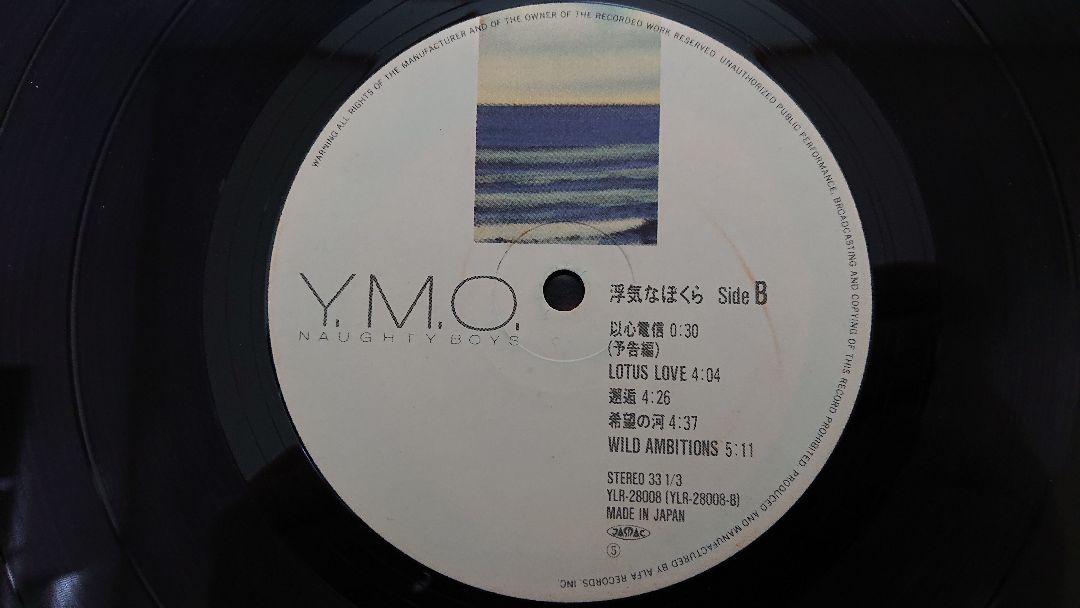 WARNING ALL RIGHTS OF THE MANUFACTURER AND OF THE OWNER OF THE RECORDED WORK RESERVED. UNAUTHORIZED PUBLIC PERFORMANCE, BROADCASTING AND COPYING OF THIS RECORD PROHIBITED. PRODUCED AND MANUFACTURED BY ALFA RECORDS, INC.
Y.M.O.
NAUGHTY BOYS
浮気なぼくら Side B
以心電信 0:30
(予告編)
LOTUS LOVE 4:04
邂逅 4:26
希望の河 4:37
WILD AMBITIONS 5:11
STEREO 33 1/3
YLR-28008 (YLR-28008-B)
MADE IN JAPAN
JASRAC
Ⓢ